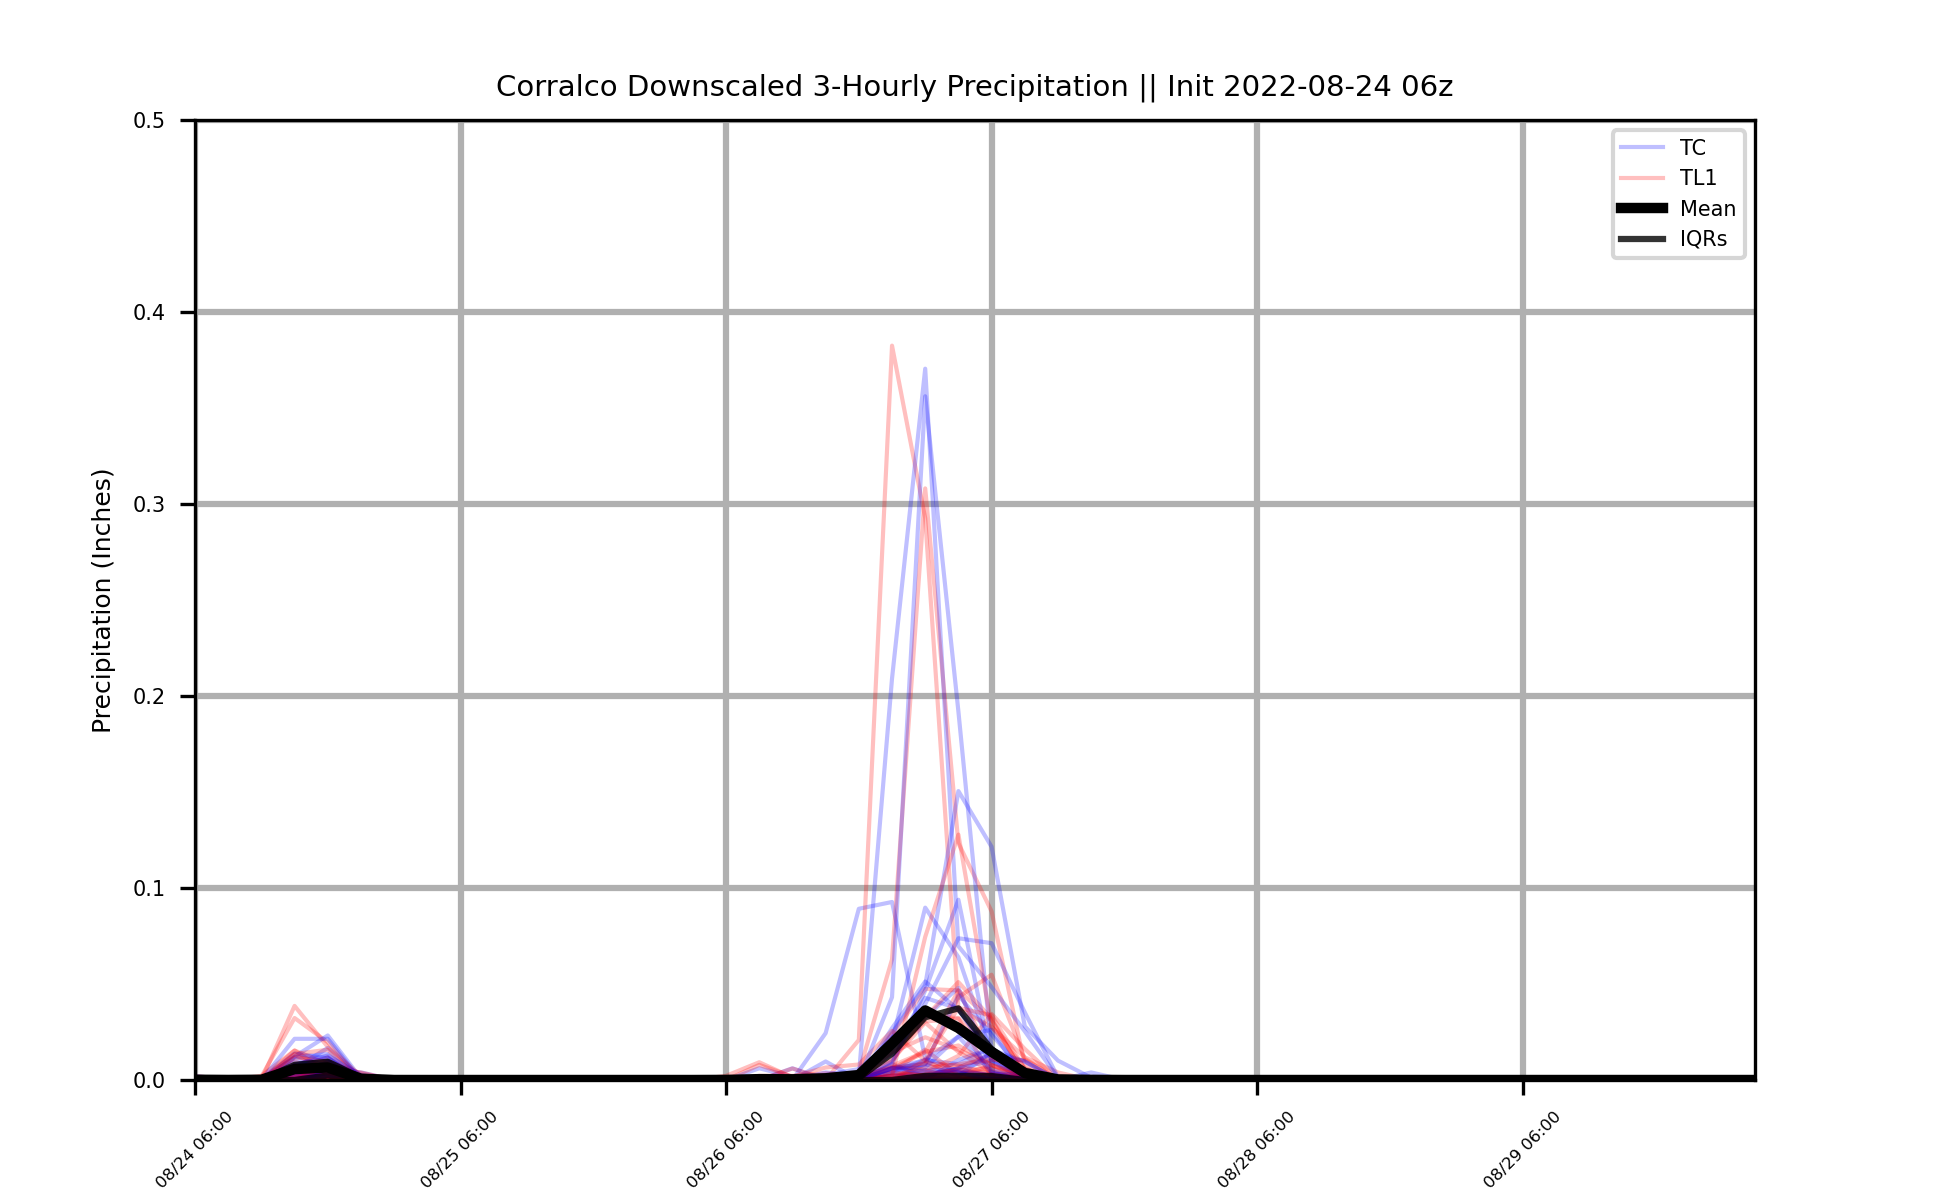 Corralco Downscaled 3-Hourly Precipitation || Init 2022-08-24 06z
Precipitation (Inches)
0.5
0.4
0.3
0.2
0.1
0.0
TC
TL1
Mean
IQRs
08/24 06:00
08/25 06:00
08/26 06:00
08/27 06:00
08/28 06:00
08/29 06:00